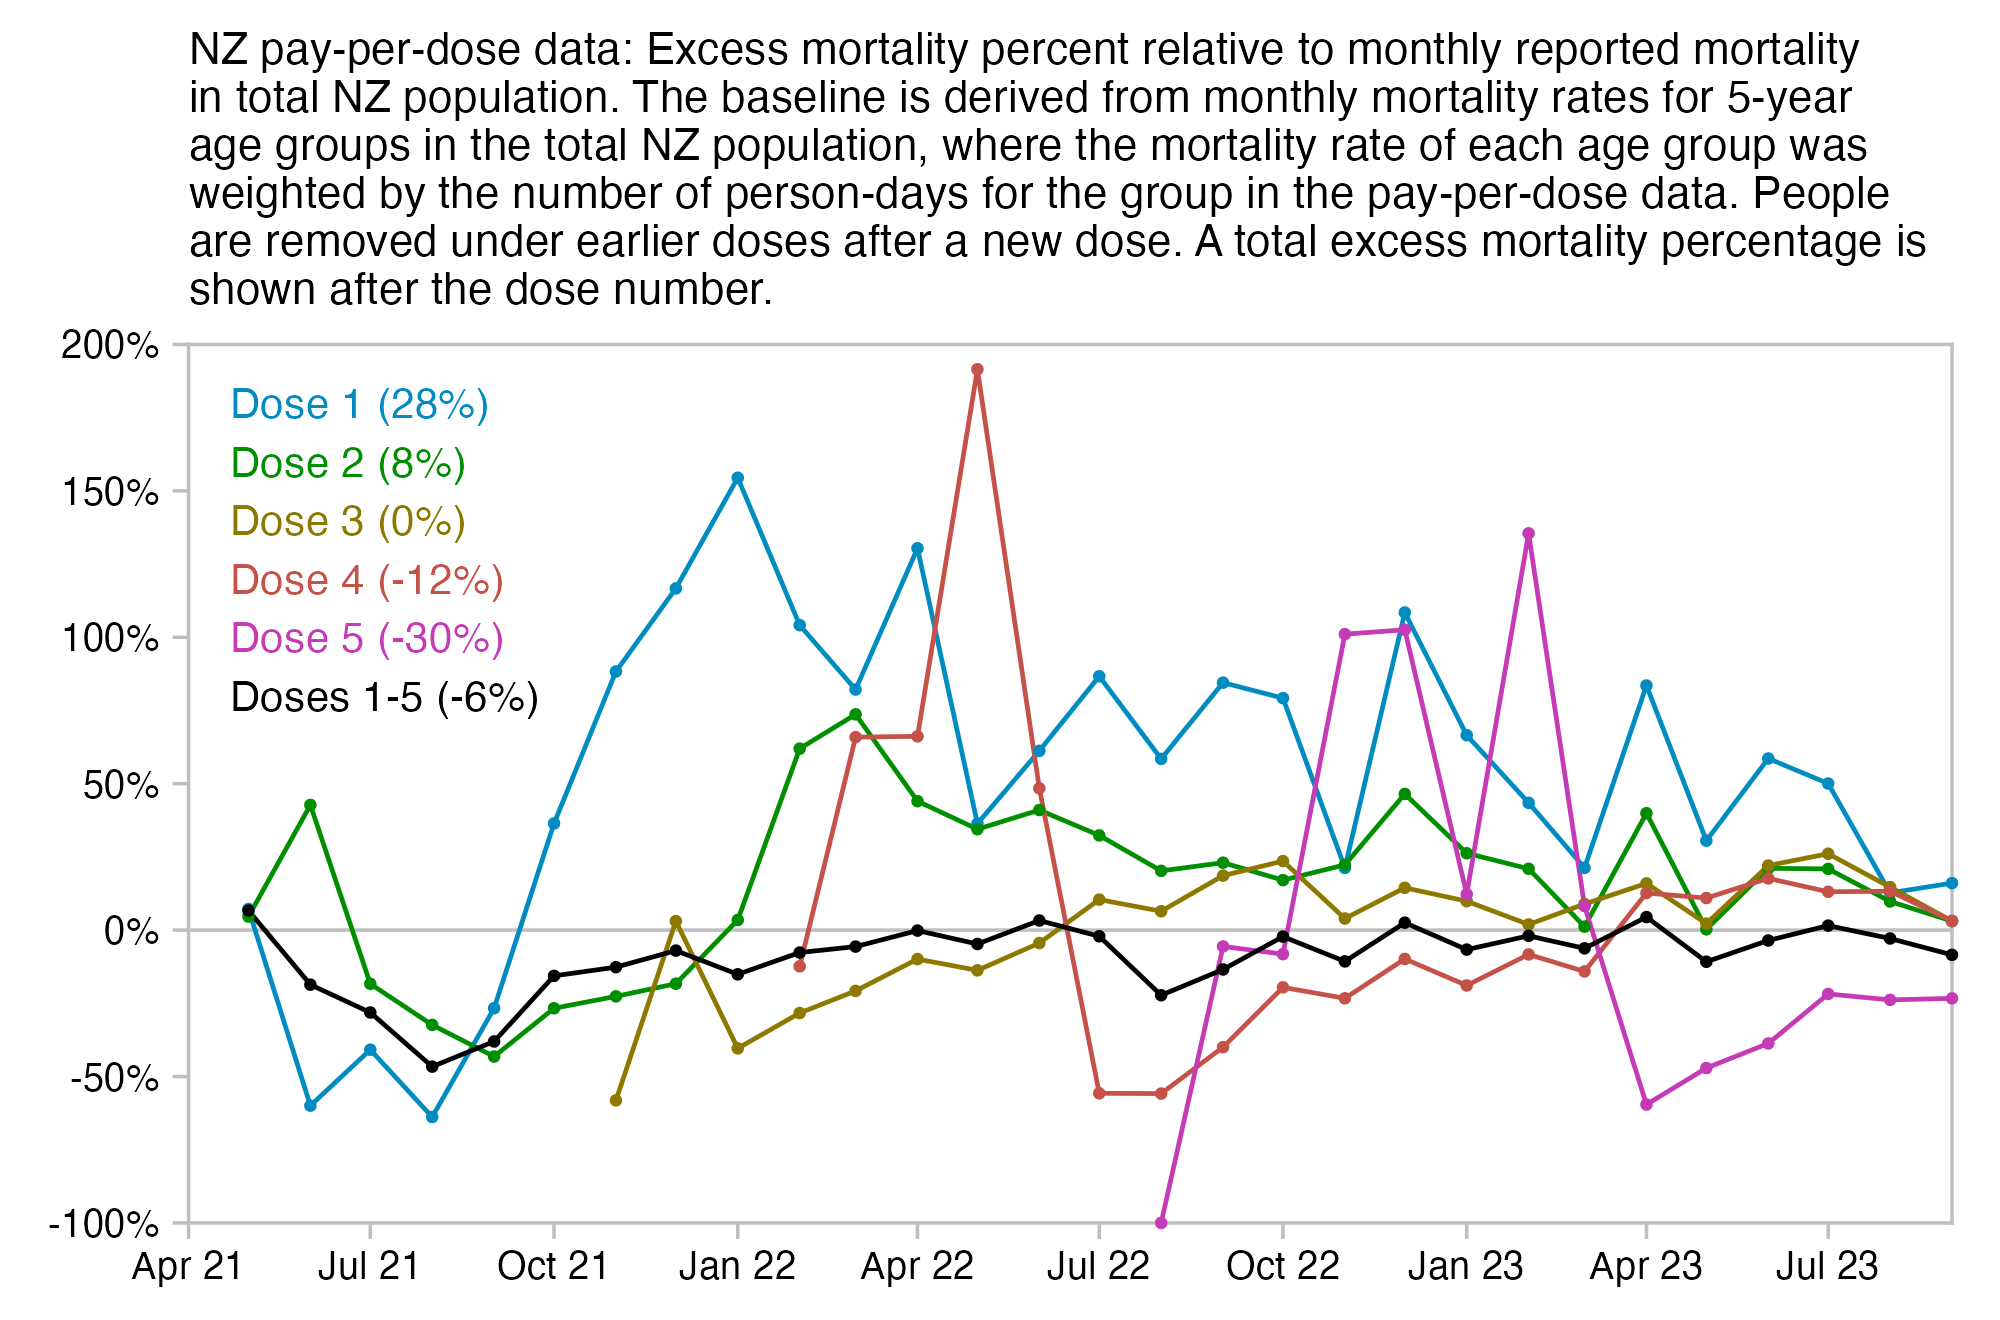 NZ pay-per-dose data: Excess mortality percent relative to monthly reported mortality
in total NZ population. The baseline is derived from monthly mortality rates for 5-year
age groups in the total NZ population, where the mortality rate of each age group was
weighted by the number of person-days for the group in the pay-per-dose data. People
are removed under earlier doses after a new dose. A total excess mortality percentage is
shown after the dose number.
200%
150%
100%
50%
0%
-50%
-100%
Dose 1 (28%)
Dose 2 (8%)
Dose 3 (0%)
Dose 4 (-12%)
Dose 5 (-30%)
Doses 1-5 (-6%)
Apr 21 Jul 21 Oct 21 Jan 22 Apr 22 Jul 22 Oct 22 Jan 23 Apr 23 Jul 23